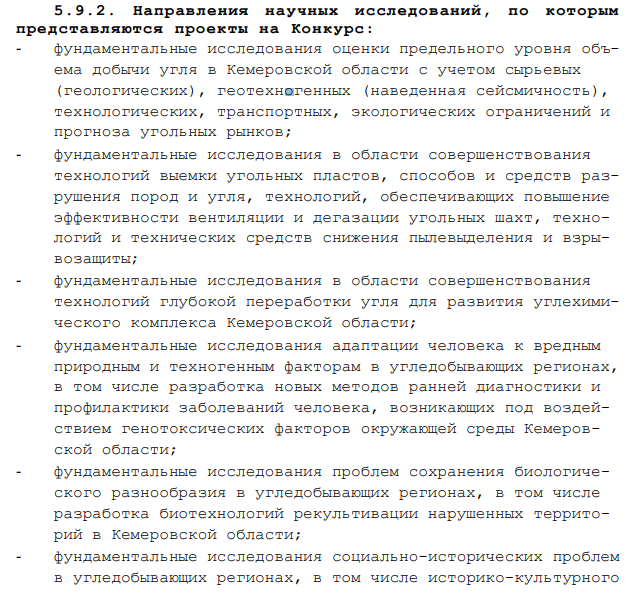 5.9.2. Направления научных исследований, по которым
представляются проекты на Конкурс:
- фундаментальные исследования оценки предельного уровня объ-
ема добычи угля в Кемеровской области с учетом сырьевых
(геологических), геотехногенных (наведенная сейсмичность),
технологических, транспортных, экологических ограничений и
прогноза угольных рынков;
- фундаментальные исследования в области совершенствования
технологий выемки угольных пластов, способов и средств раз-
рушения пород и угля, технологий, обеспечивающих повышение
эффективности вентиляции и дегазации угольных шахт, техно-
логий и технических средств снижения пылевыделения и взры-
возащиты;
- фундаментальные исследования в области совершенствования
технологий глубокой переработки угля для развития углехими-
ческого комплекса Кемеровской области;
- фундаментальные исследования адаптации человека к вредным
природным и техногенным факторам в угледобывающих регионах,
в том числе разработка новых методов ранней диагностики и
профилактики заболеваний человека, возникающих под воздей-
ствием генотоксических факторов окружающей среды Кемеров-
ской области;
- фундаментальные исследования проблем сохранения биологиче-
ского разнообразия в угледобывающих регионах, в том числе
разработка биотехнологий рекультивации нарушенных террито-
рий в Кемеровской области;
- фундаментальные исследования социально-исторических проблем
в угледобывающих регионах, в том числе историко-культурного